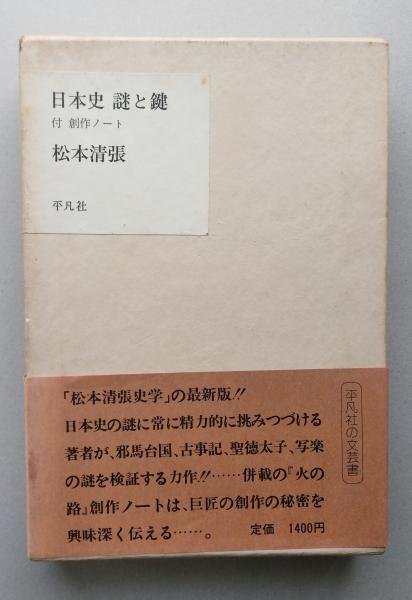 日本史 謎と鍵
付 創作ノート
松本清張
平凡社
「松本清張史学」の最新版!!
日本史の謎に常に精力的に挑みつづける
著者が、邪馬台国、古事記、聖徳太子、写楽
の謎を検証する力作!!……併載の『火の
路』創作ノートは、巨匠の創作の秘密を
興味深く伝える……。
定価 1400円
平凡社の文芸書